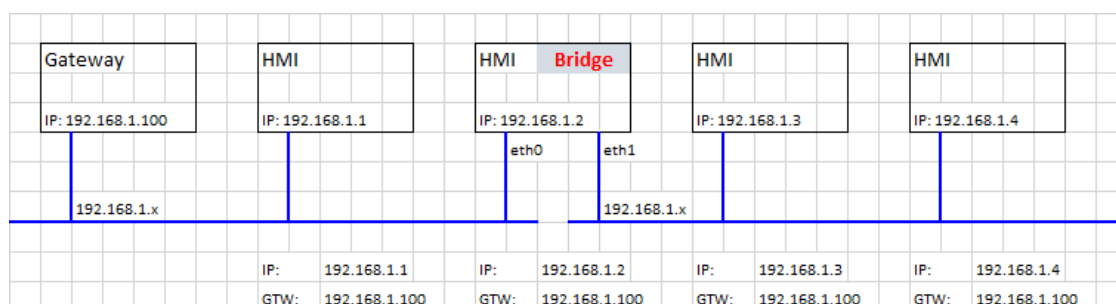 Gateway HMI HMI Bridge HMI HMI
IP: 192.168.1.100 IP: 192.168.1.1 IP: 192.168.1.2 IP: 192.168.1.3 IP: 192.168.1.4
eth0 eth1
192.168.1.x 192.168.1.x
IP: 192.168.1.1 IP: 192.168.1.2 IP: 192.168.1.3 IP: 192.168.1.4
GTW: 192.168.1.100 GTW: 192.168.1.100 GTW: 192.168.1.100 GTW: 192.168.1.100